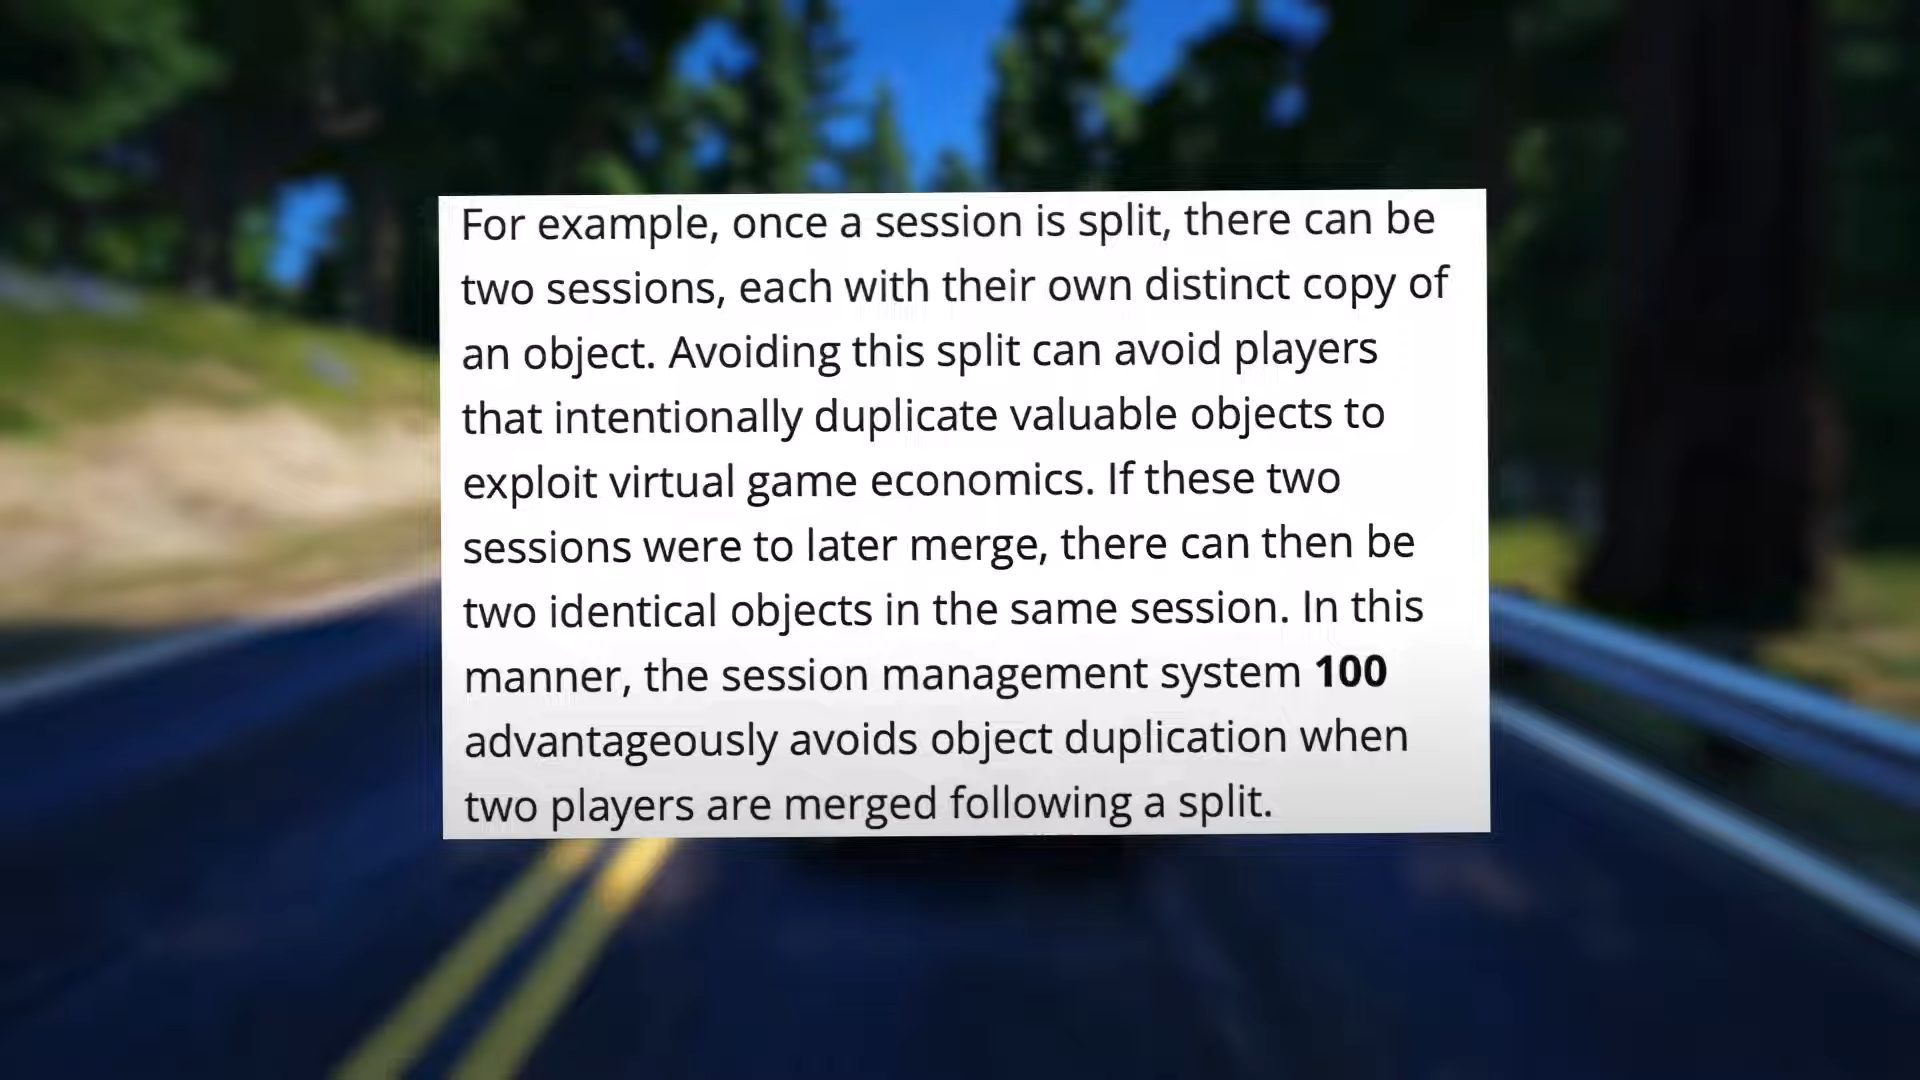 For example, once a session is split, there can be
two sessions, each with their own distinct copy of
an object. Avoiding this split can avoid players
that intentionally duplicate valuable objects to
exploit virtual game economics. If these two
sessions were to later merge, there can then be
two identical objects in the same session. In this
manner, the session management system 100
advantageously avoids object duplication when
two players are merged following a split.